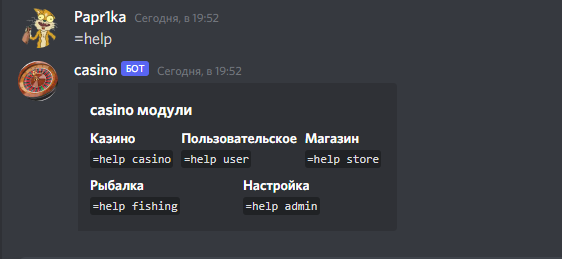 Papr1ka Сегодня, в 19:52
=help
casino БОТ Сегодня, в 19:52
casino модули
Казино Пользовательское Магазин
=help casino =help user =help store
Рыбалка Настройка
=help fishing =help admin